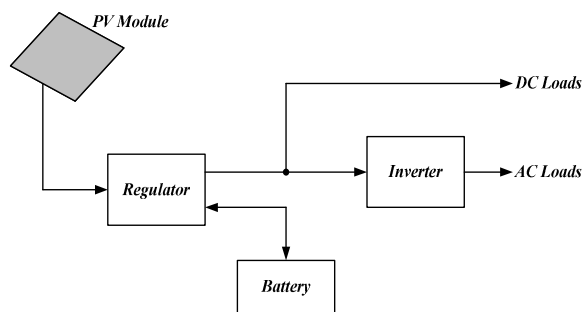 PV Module
DC Loads
Regulator
Inverter
AC Loads
Battery